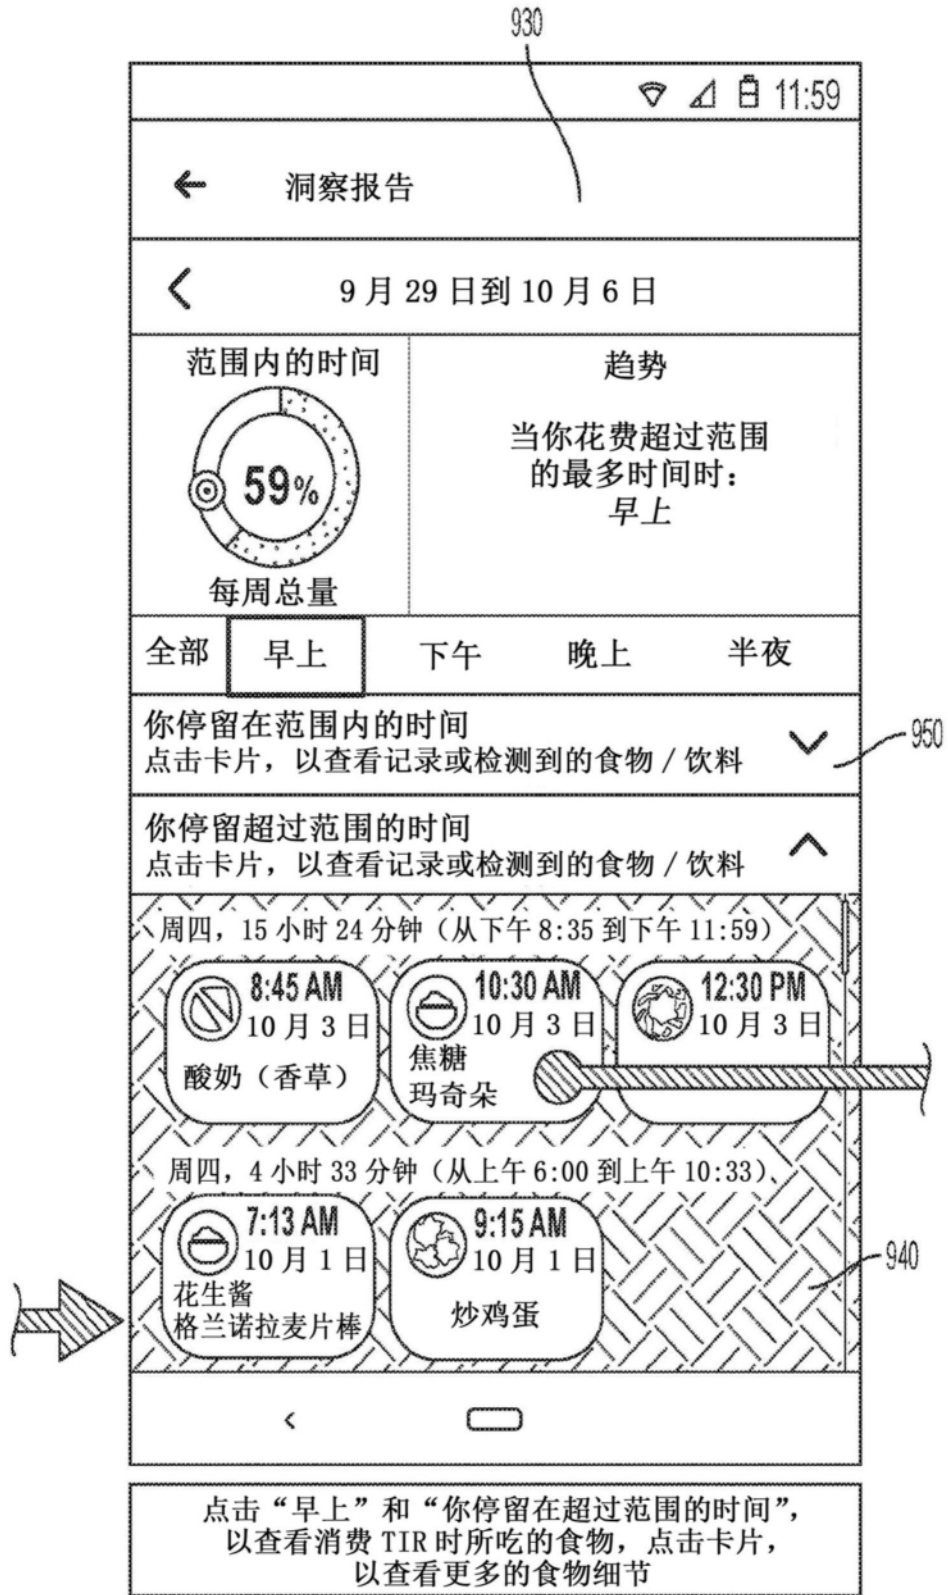 930
11:59
洞察报告
9 月 29 日到 10 月 6 日
范围内的时间
59%
每周总量
趋势
当你花费超过范围
的最多时间时：
早上
全部 早上 下午 晚上 半夜
你停留在范围内的时间
点击卡片，以查看记录或检测到的食物 / 饮料
950
你停留超过范围的时间
点击卡片，以查看记录或检测到的食物 / 饮料
周四，15 小时 24 分钟（从下午 8:35 到下午 11:59）
8:45 AM
10 月 3 日
酸奶（香草）
10:30 AM
10 月 3 日
焦糖
玛奇朵
12:30 PM
10 月 3 日
周四，4 小时 33 分钟（从上午 6:00 到上午 10:33）
7:13 AM
10 月 1 日
花生酱
格兰诺拉麦片棒
9:15 AM
10 月 1 日
炒鸡蛋
940
点击“早上”和“你停留在超过范围的时间”，
以查看消费 TIR 时所吃的食物，点击卡片，
以查看更多的食物细节